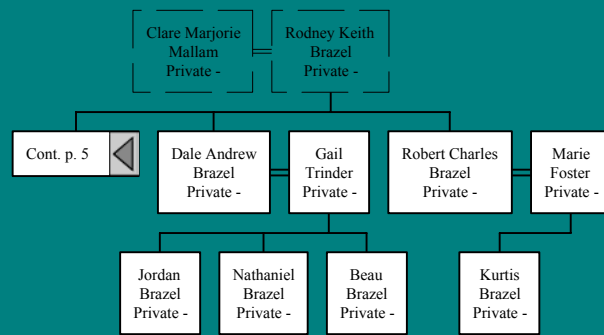 Clare Marjorie
Mallam
Private -
Rodney Keith
Brazel
Private -
Cont. p. 5
Dale Andrew
Brazel
Private -
Gail
Trinder
Private -
Robert Charles
Brazel
Private -
Marie
Foster
Private -
Jordan
Brazel
Private -
Nathaniel
Brazel
Private -
Beau
Brazel
Private -
Kurtis
Brazel
Private -